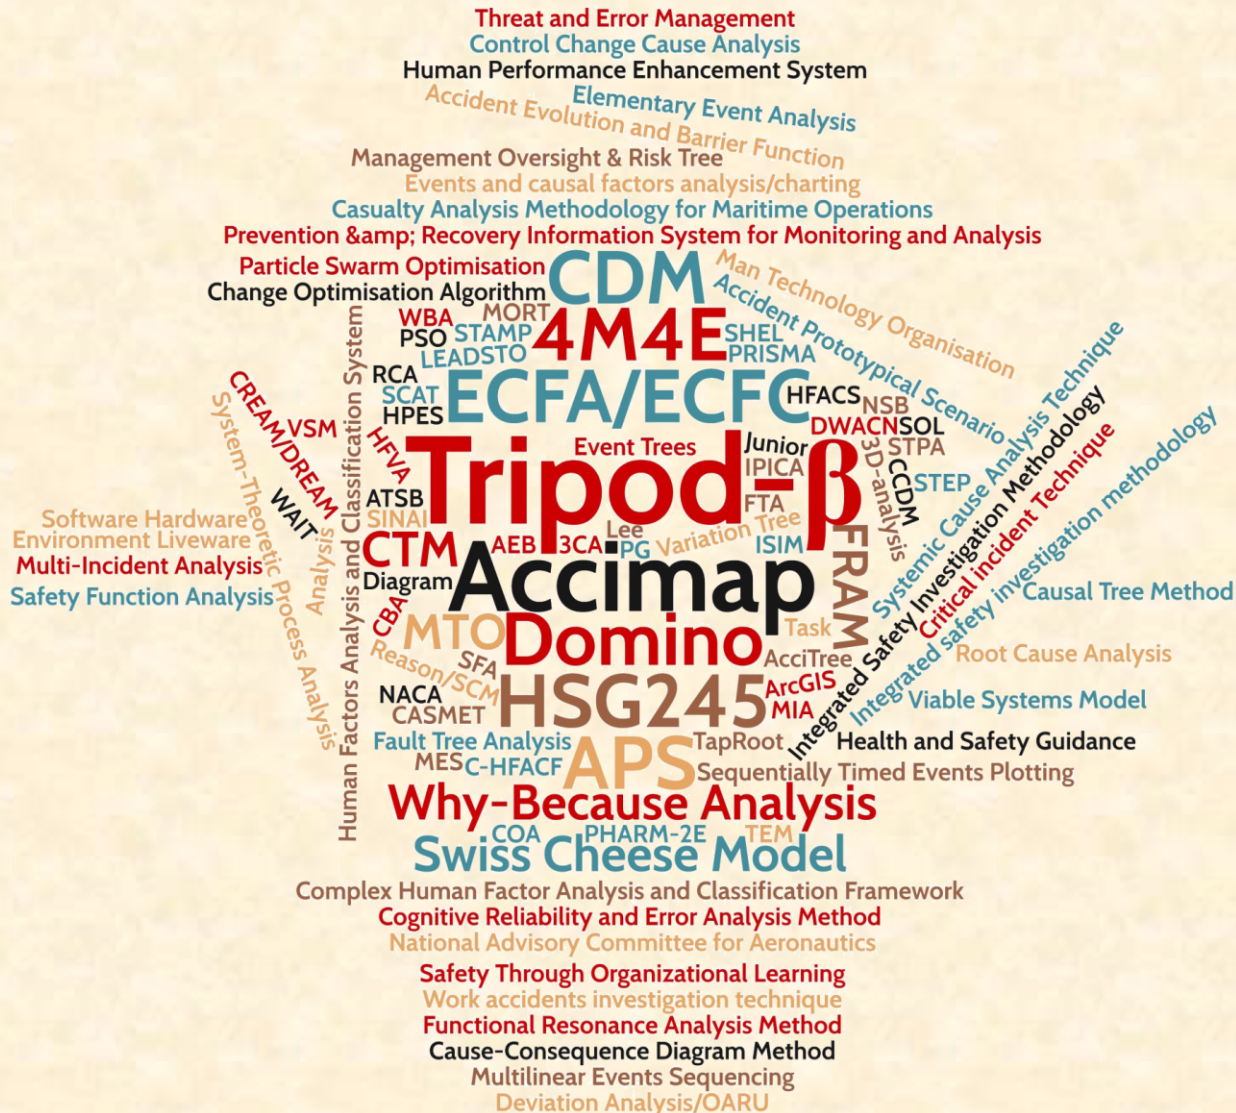 Threat and Error Management
Control Change Cause Analysis
Human Performance Enhancement System
Elementary Event Analysis
Accident Evolution and Barrier Function
Management Oversight & Risk Tree
Events and causal factors analysis/charting
Casualty Analysis Methodology for Maritime Operations
Prevention &amp; Recovery Information System for Monitoring and Analysis
Particle Swarm Optimisation
CDM
Man Technology Organisation
Change Optimisation Algorithm
Accident Prototypical Scenario
WBA
MORT
4M4E
SHEL
PSO
STAMP
LEADSTO
PRISMA
RCA
SCAT
HPES
ECFA/ECFC
HFACS
NSB
DWACN
SOL
CREAM/DREAM
VSM
HFVA
Tripod-β
Event Trees
Junior
IPICA
FTA
STPA
3D-analysis
CCDM
STEP
System-Theoretic Process Analysis
Human Factors Analysis and Classification System
WAIT
ATSB
SINAI
Software Hardware
Environment Liveware
Multi-Incident Analysis
Safety Function Analysis
Analysis
CTM
AEB
3CA
Lee
PG
Variation Tree
ISIM
FRAM
Diagram
Accimap
Systemic Cause Analysis Technique
Integrated Safety Investigation Methodology
Critical incident Technique
Integrated safety investigation methodology
Causal Tree Method
CBA
MTO
Domino
Task
Reason/SCM
SFA
AcciTree
Root Cause Analysis
NACA
CASMET
HSG245
ArcGIS
MIA
Viable Systems Model
Fault Tree Analysis
MES
C-HFACF
APS
TapRoot
Health and Safety Guidance
Sequentially Timed Events Plotting
Why-Because Analysis
COA
PHARM-2E
TEM
Swiss Cheese Model
Complex Human Factor Analysis and Classification Framework
Cognitive Reliability and Error Analysis Method
National Advisory Committee for Aeronautics
Safety Through Organizational Learning
Work accidents investigation technique
Functional Resonance Analysis Method
Cause-Consequence Diagram Method
Multilinear Events Sequencing
Deviation Analysis/OARU